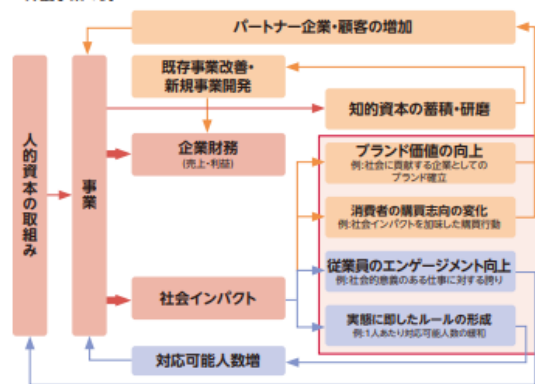 パートナー企業・顧客の増加
既存事業改善・
新規事業開発
知的資本の蓄積・研磨
人的資本の取組み
事業
企業財務
(売上・利益)
ブランド価値の向上
例:社会に貢献する企業としての
ブランド確立
消費者の購買志向の変化
例:社会インパクトを加味した購買行動
従業員のエンゲージメント向上
例:社会的意義のある仕事に対する誇り
社会インパクト
実態に即したルールの形成
例:1人あたり対応可能人数の緩和
対応可能人数増